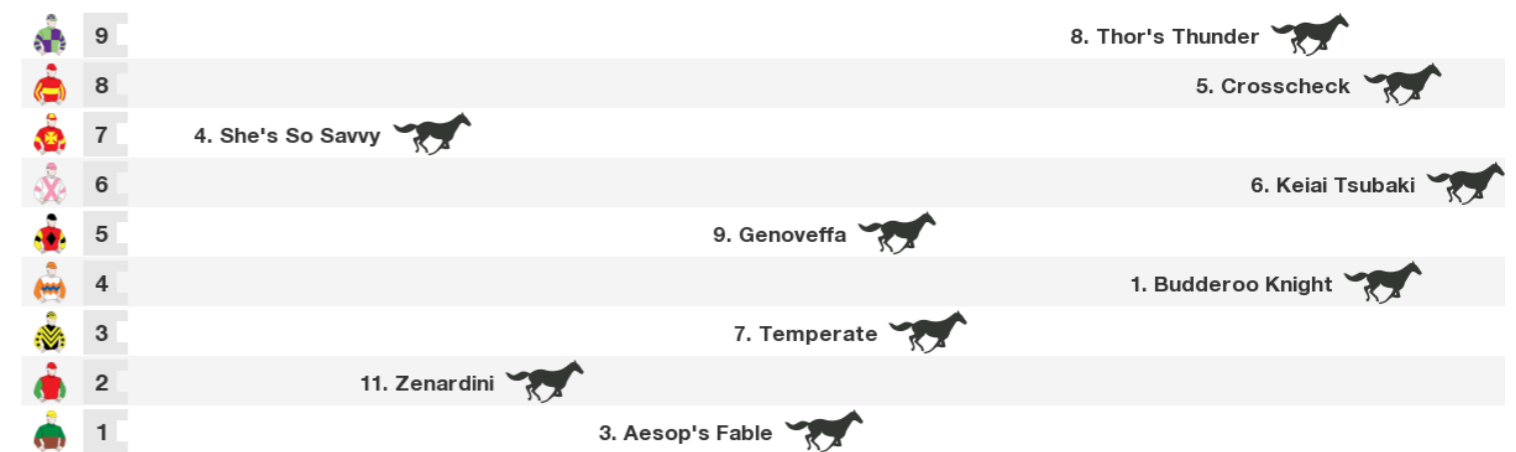 9 8. Thor's Thunder
8 5. Crosscheck
7 4. She's So Savvy
6 6. Keiai Tsubaki
5 9. Genoveffa
4 1. Budderoo Knight
3 7. Temperate
2 11. Zenardini
1 3. Aesop's Fable